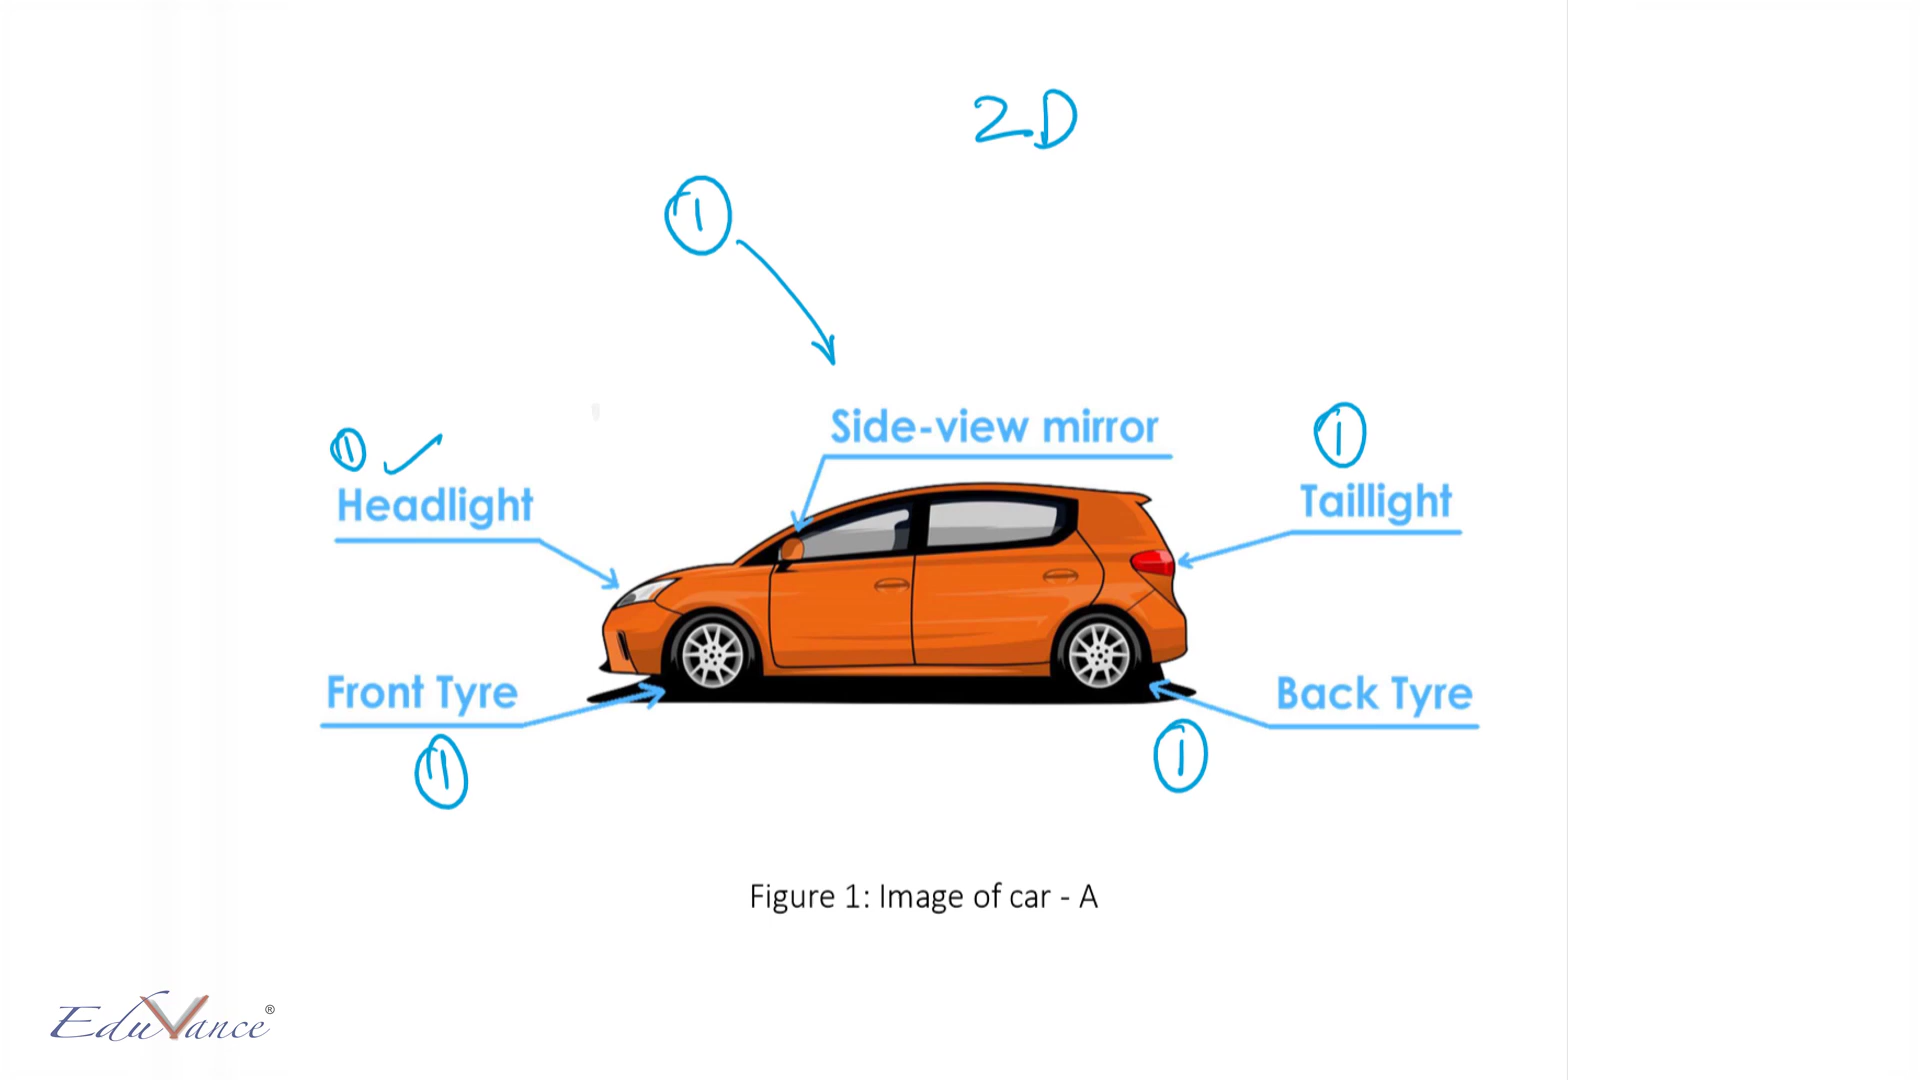 2D
1
Side-view mirror
1
Headlight
1
Taillight
Front Tyre
1
Back Tyre
1
Figure 1: Image of car - A
EduVance®